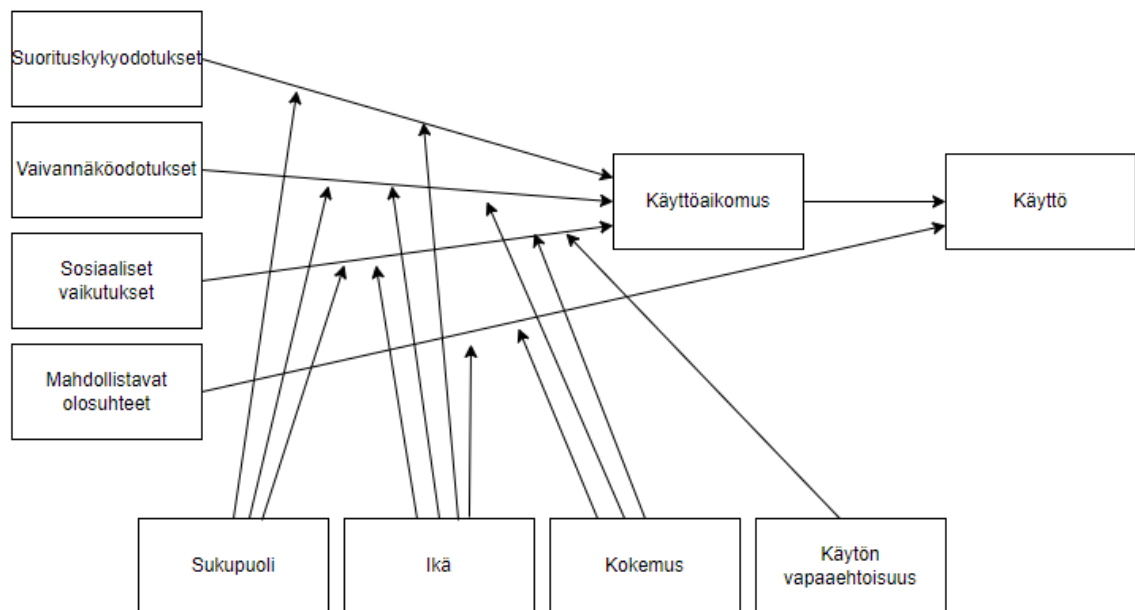 Suorituskykyodotukset
Vaivannäköodotukset
Käyttöaikomus
Käyttö
Sosiaaliset
vaikutukset
Mahdollistavat
olosuhteet
Sukupuoli
Ikä
Kokemus
Käytön
vapaaehtoisuus